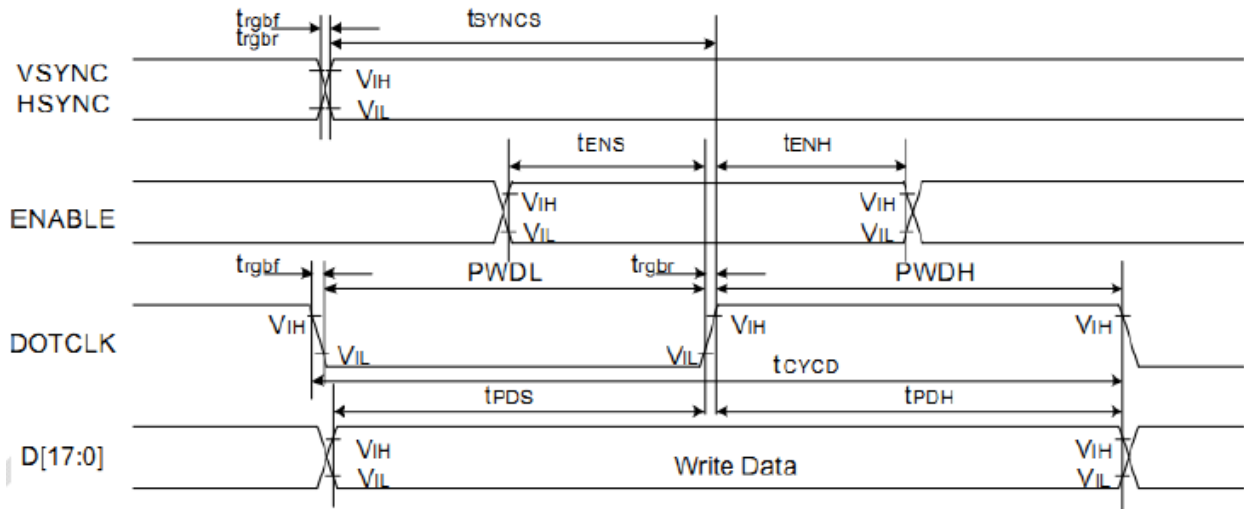 trgbf
trgbr
tSYNCS
VSYNC
HSYNC
VIH
VIL
tENS
tENH
ENABLE
VIH
VIL
VIH
VIL
trgbf
PWDL
trgbr
PWDH
DOTCLK
VIH
VIL
VIL
VIH
VIH
tCYCD
tPDS
tPDH
D[17:0]
VIH
VIL
Write Data
VIH
VIL